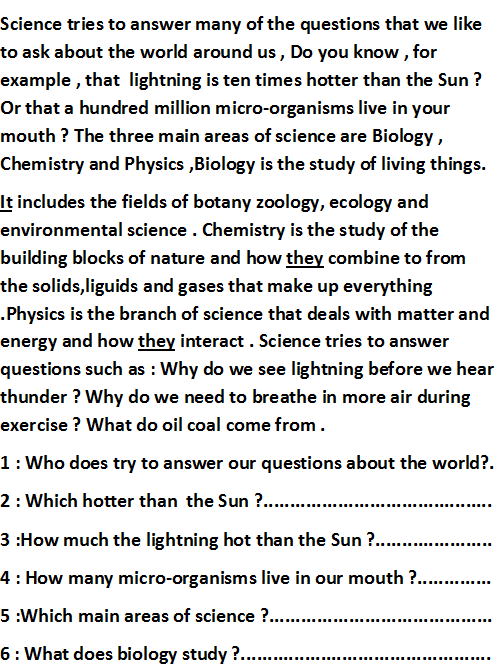 Science tries to answer many of the questions that we like
to ask about the world around us , Do you know , for
example , that  lightning is ten times hotter than the Sun ?
Or that a hundred million micro-organisms live in your
mouth ? The three main areas of science are Biology ,
Chemistry and Physics ,Biology is the study of living things.
It includes the fields of botany zoology, ecology and
environmental science . Chemistry is the study of the
building blocks of nature and how they combine to from
the solids,liguids and gases that make up everything
.Physics is the branch of science that deals with matter and
energy and how they interact . Science tries to answer
questions such as : Why do we see lightning before we hear
thunder ? Why do we need to breathe in more air during
exercise ? What do oil coal come from .
1 : Who does try to answer our questions about the world?.
2 : Which hotter than  the Sun ?...........................................
3 :How much the lightning hot than the Sun ?......................
4 : How many micro-organisms live in our mouth ?..............
5 :Which main areas of science ?..........................................
6 : What does biology study ?................................................